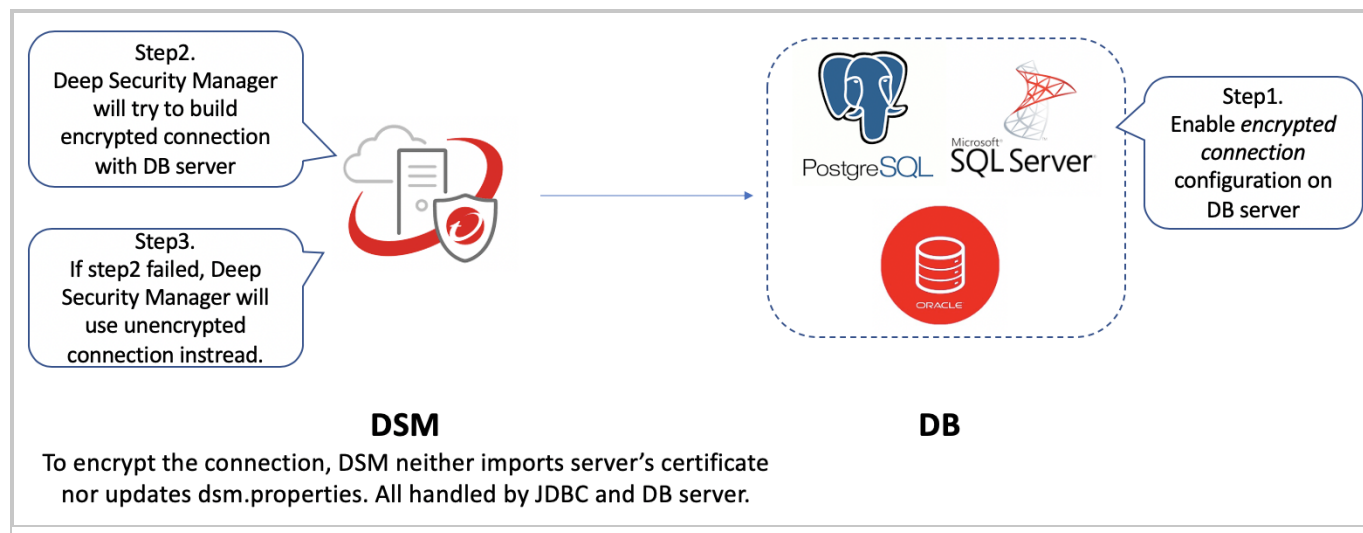 Step2.
Deep Security Manager
will try to build
encrypted connection
with DB server
Step3.
If step2 failed, Deep
Security Manager will
use unencrypted
connection instread.
PostgreSQL
Microsoft
SQL Server
ORACLE
Step1.
Enable encrypted
connection
configuration on
DB server
DSM
DB
To encrypt the connection, DSM neither imports server’s certificate
nor updates dsm.properties. All handled by JDBC and DB server.